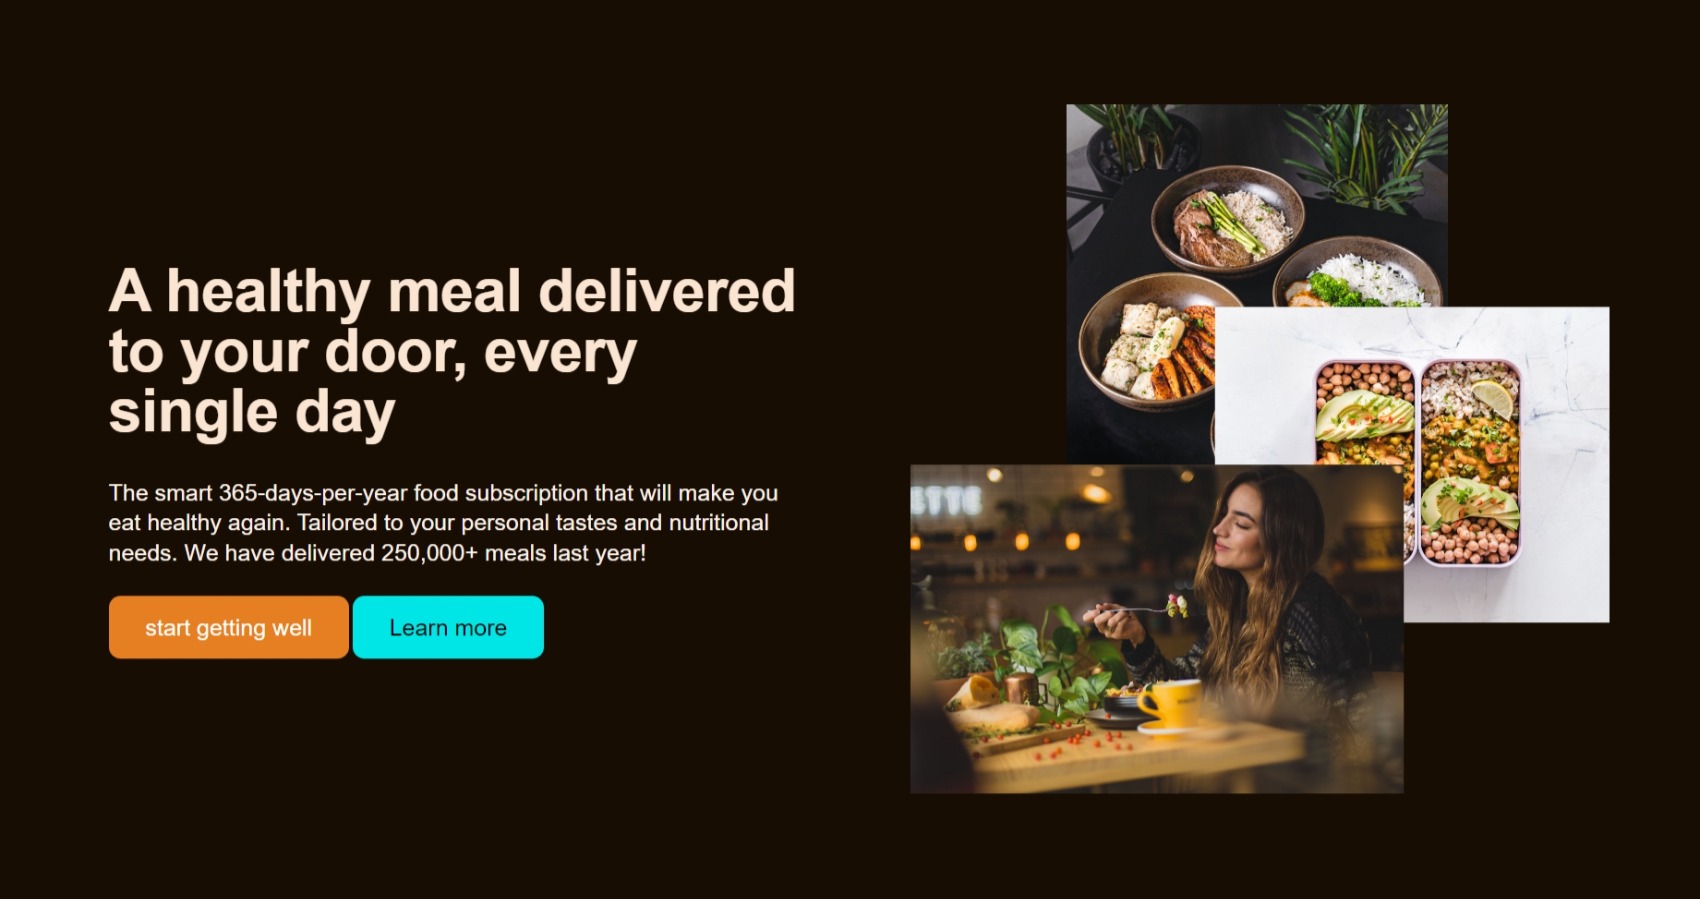 A healthy meal delivered
to your door, every
single day
The smart 365-days-per-year food subscription that will make you
eat healthy again. Tailored to your personal tastes and nutritional
needs. We have delivered 250,000+ meals last year!
start getting well
Learn more
ETTE